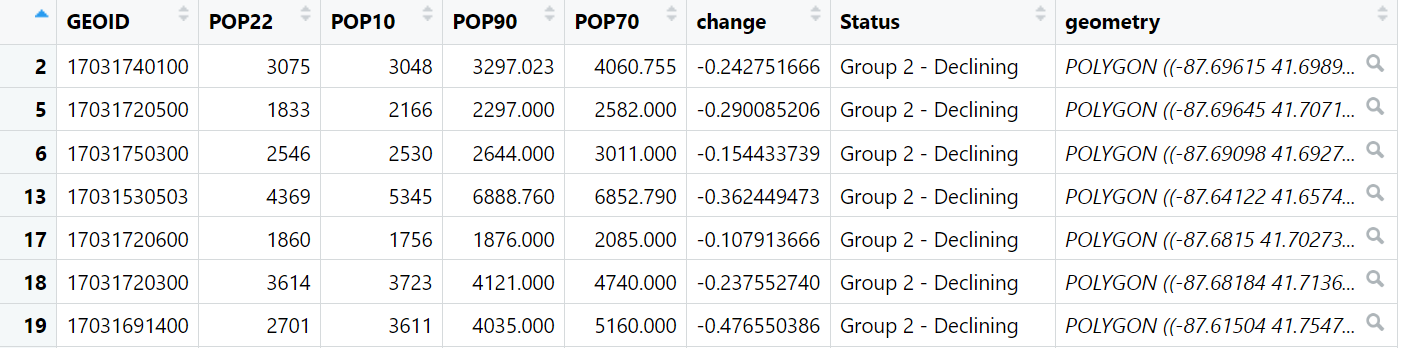 GEOID POP22 POP10 POP90 POP70 change Status geometry
2 17031740100 3075 3048 3297.023 4060.755 -0.242751666 Group 2 - Declining POLYGON ((-87.69615 41.6989...
5 17031720500 1833 2166 2297.000 2582.000 -0.290085206 Group 2 - Declining POLYGON ((-87.69645 41.7071...
6 17031750300 2546 2530 2644.000 3011.000 -0.154433739 Group 2 - Declining POLYGON ((-87.69098 41.6927...
13 17031530503 4369 5345 6888.760 6852.790 -0.362449473 Group 2 - Declining POLYGON ((-87.64122 41.6574...
17 17031720600 1860 1756 1876.000 2085.000 -0.107913666 Group 2 - Declining POLYGON ((-87.6815 41.70273...
18 17031720300 3614 3723 4121.000 4740.000 -0.237552740 Group 2 - Declining POLYGON ((-87.68184 41.7136...
19 17031691400 2701 3611 4035.000 5160.000 -0.476550386 Group 2 - Declining POLYGON ((-87.61504 41.7547...